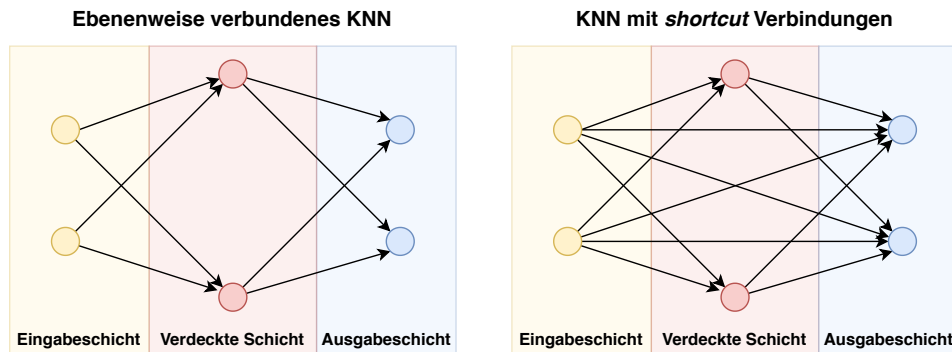 Ebenenweise verbundenes KNN
KNN mit shortcut Verbindungen
Eingabeschicht
Verdeckte Schicht
Ausgabeschicht
Eingabeschicht
Verdeckte Schicht
Ausgabeschicht